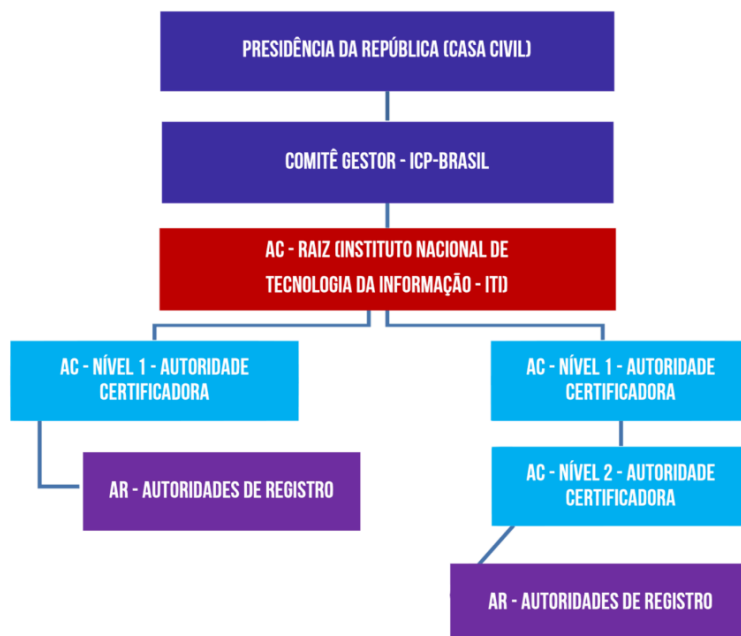 PRESIDÊNCIA DA REPÚBLICA (CASA CIVIL)
COMITÊ GESTOR - ICP-BRASIL
AC - RAIZ (INSTITUTO NACIONAL DE
TECNOLOGIA DA INFORMAÇÃO - ITI)
AC - NÍVEL 1 - AUTORIDADE
CERTIFICADORA
AC - NÍVEL 1 - AUTORIDADE
CERTIFICADORA
AR - AUTORIDADES DE REGISTRO
AC - NÍVEL 2 - AUTORIDADE
CERTIFICADORA
AR - AUTORIDADES DE REGISTRO